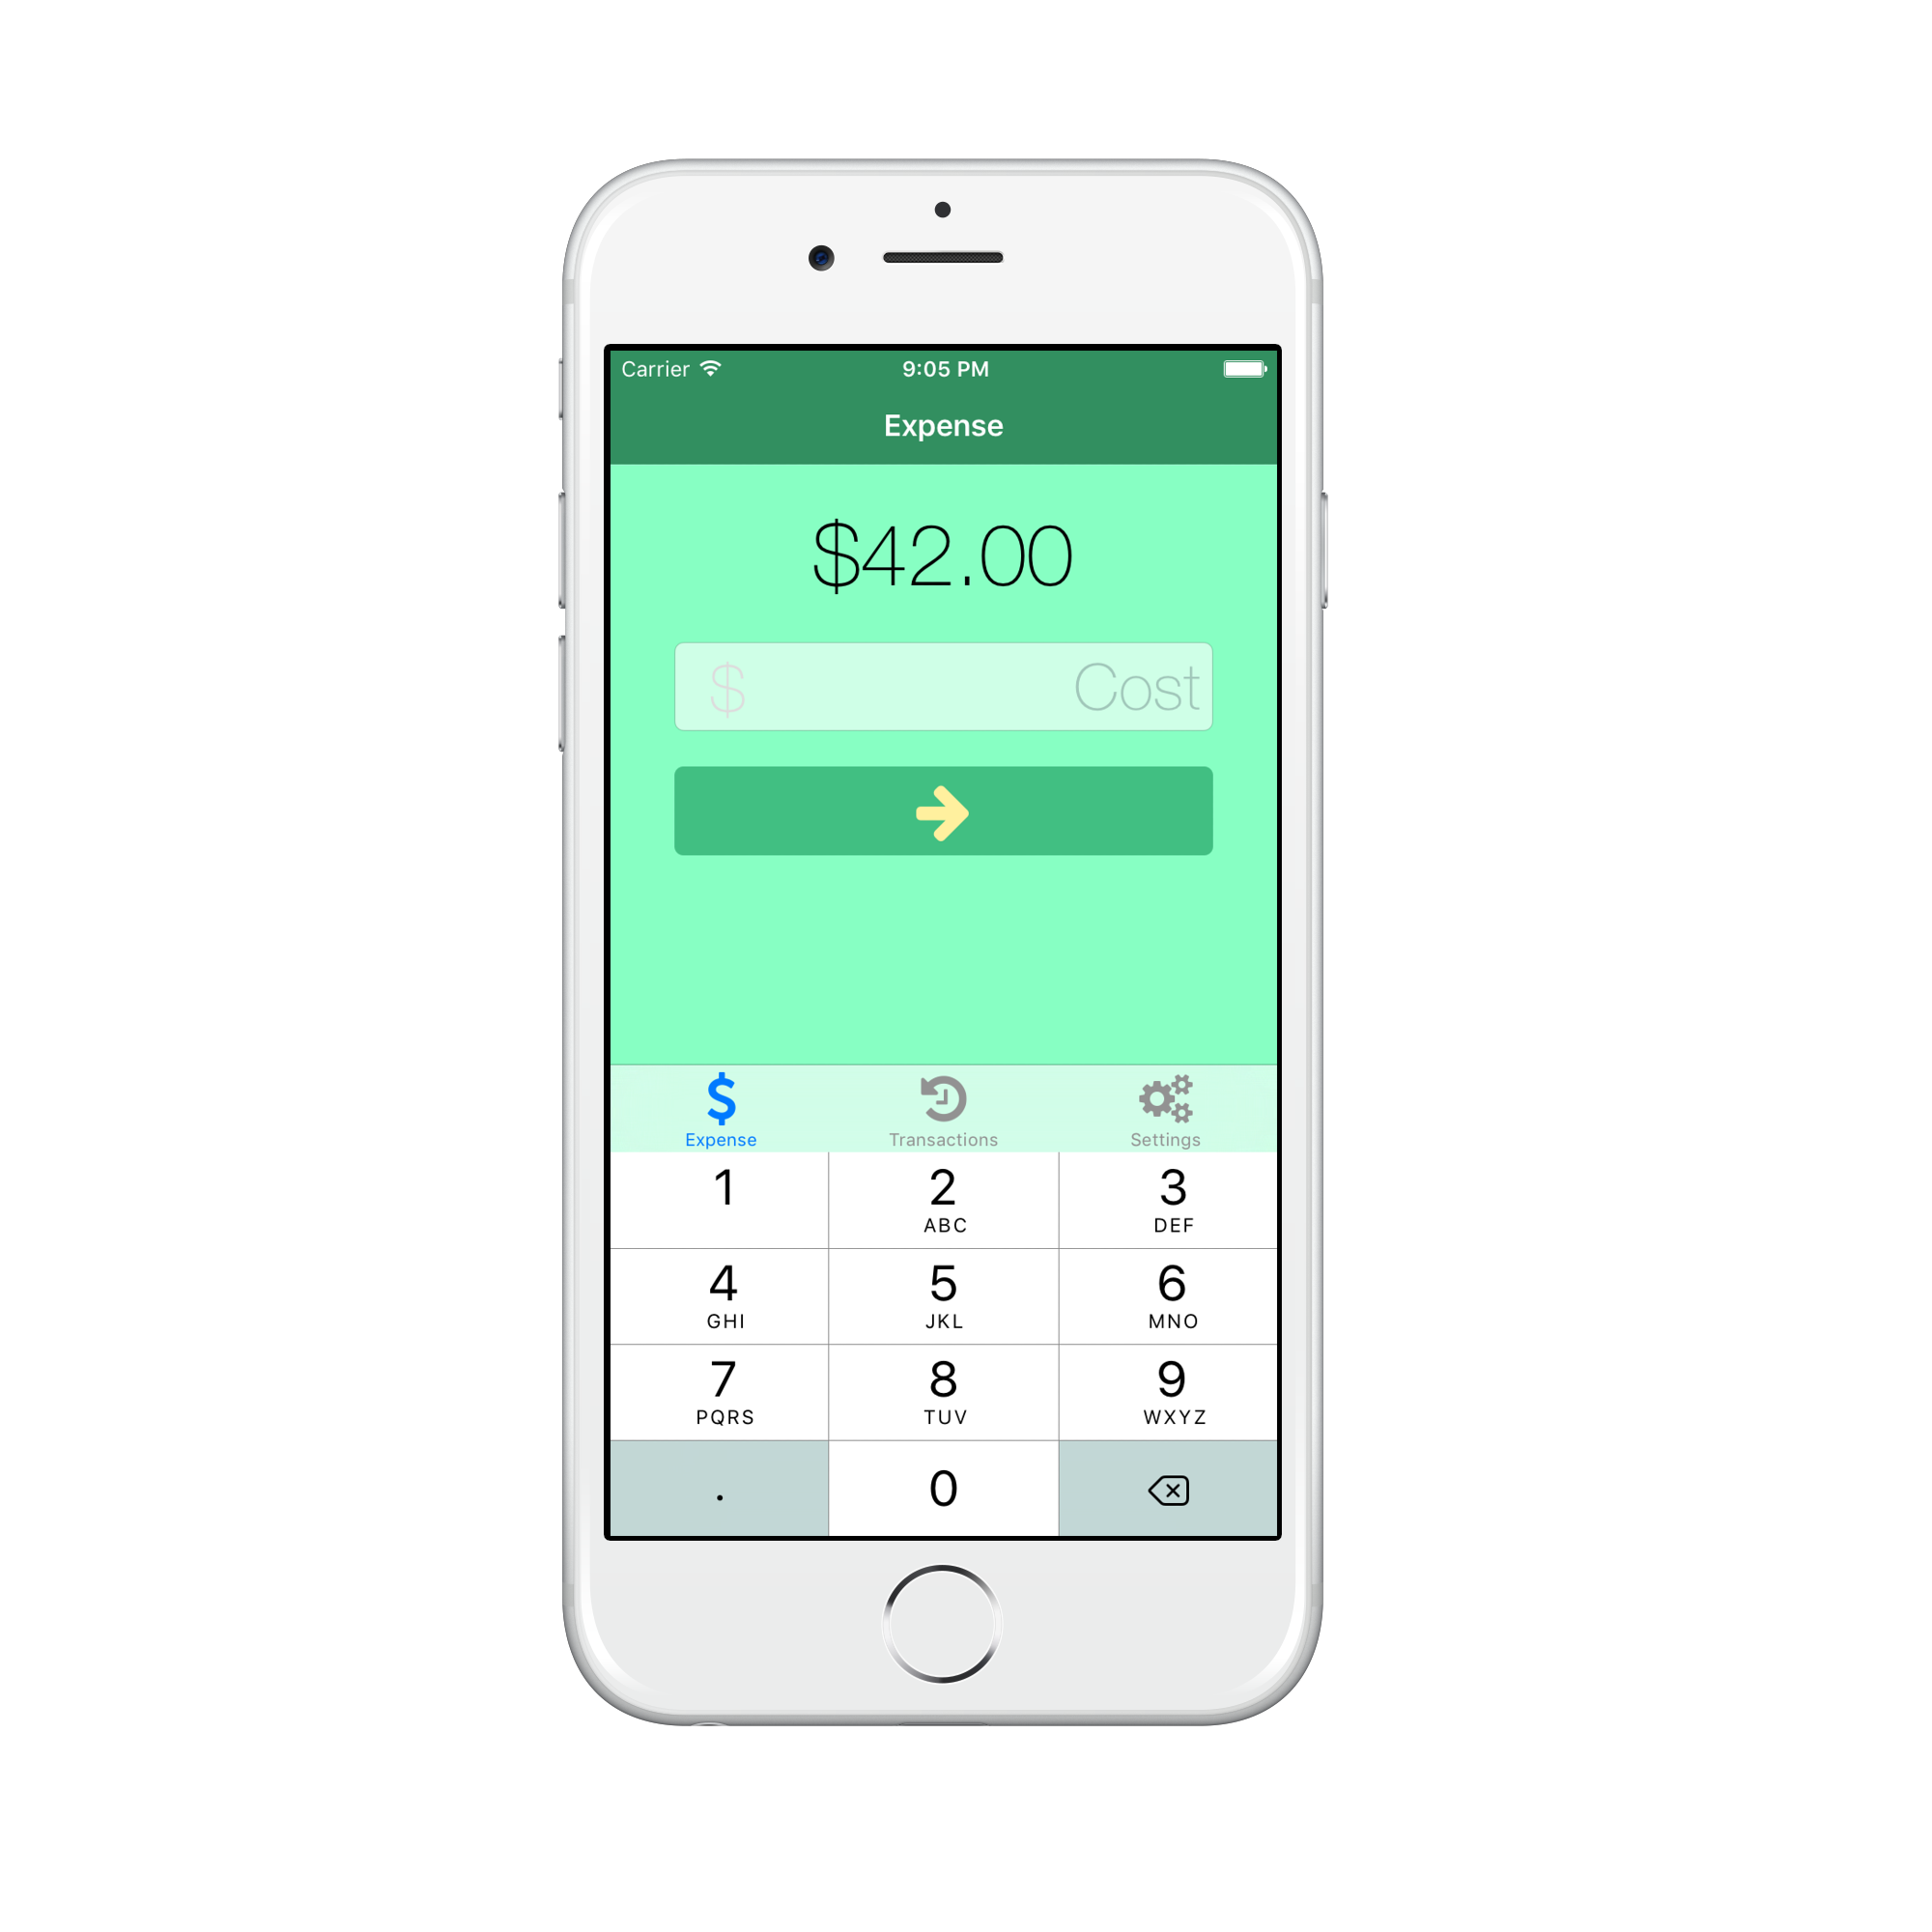 Carrier 9:05 PM
Expense
$42.00
$ Cost
Expense Transactions Settings
1 2 3
ABC DEF
4 5 6
GHI JKL MNO
7 8 9
PQRS TUV WXYZ
. 0